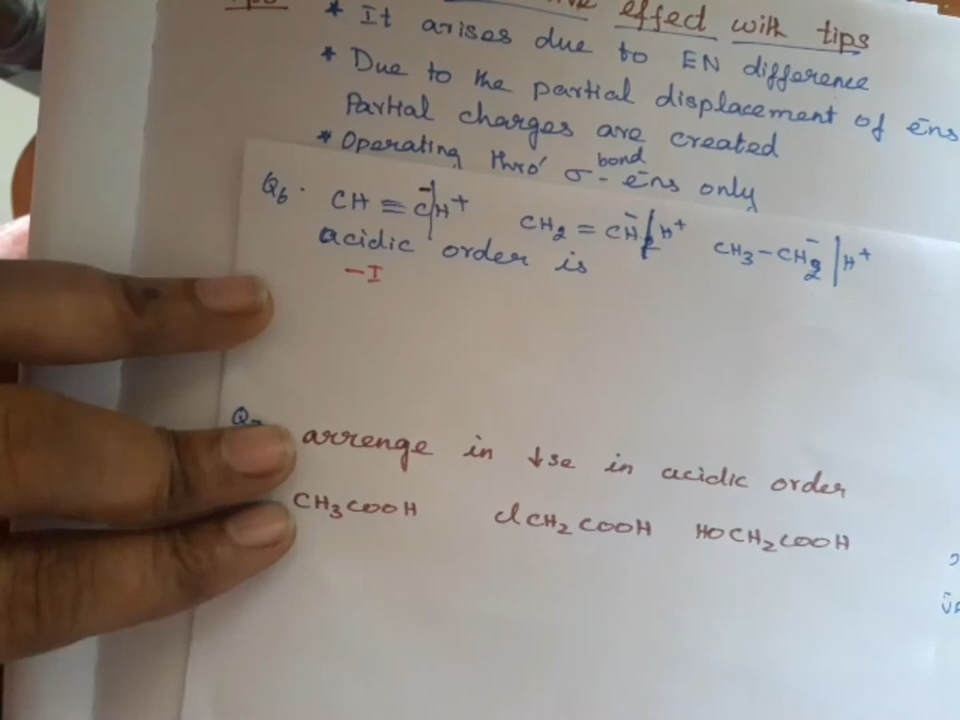 effect with tips
* It arises due to EN difference
* Due to the partial displacement of ēns
Partial charges are created
* Operating thro' σ-bond ēns only
Q6. CH ≡ C̄|H⁺ CH₂ = CH̄|H⁺ CH₃-CH̄₂|H⁺
acidic order is
-I
arrenge in ↓se in acidic order
CH₃COOH ClCH₂COOH HOCH₂COOH